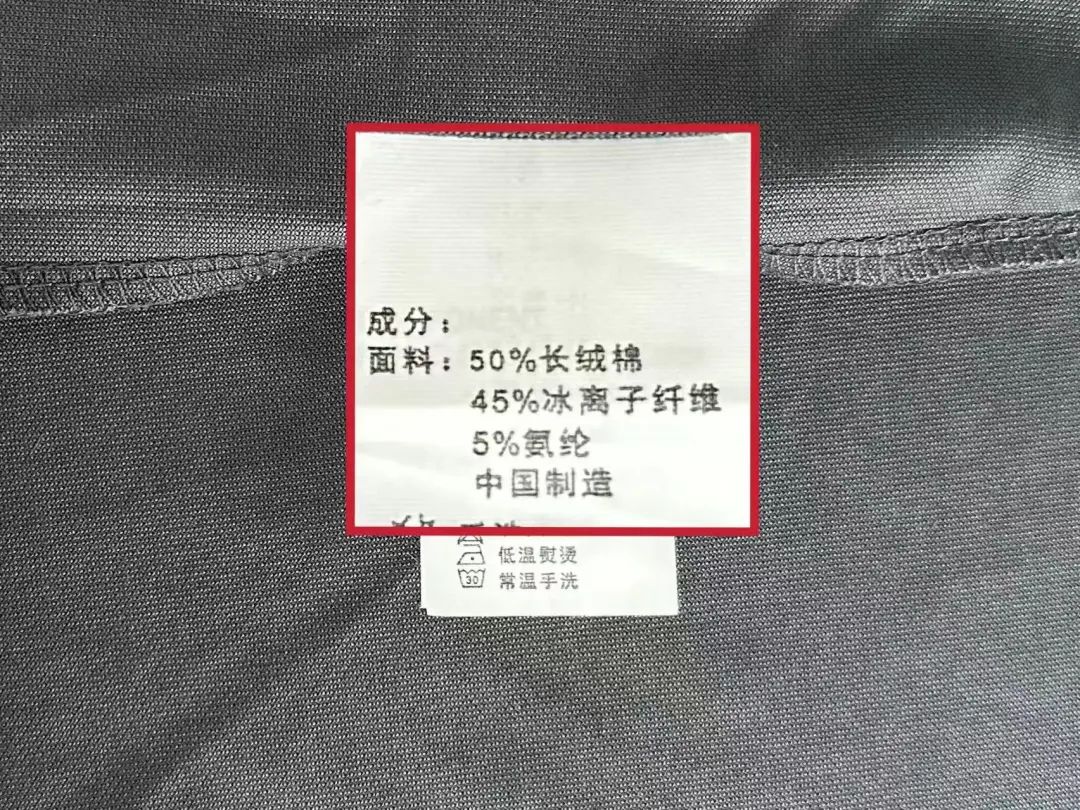 成分：
面料：50%长绒棉
45%冰离子纤维
5%氨纶
中国制造
低温熨烫
30 常温手洗